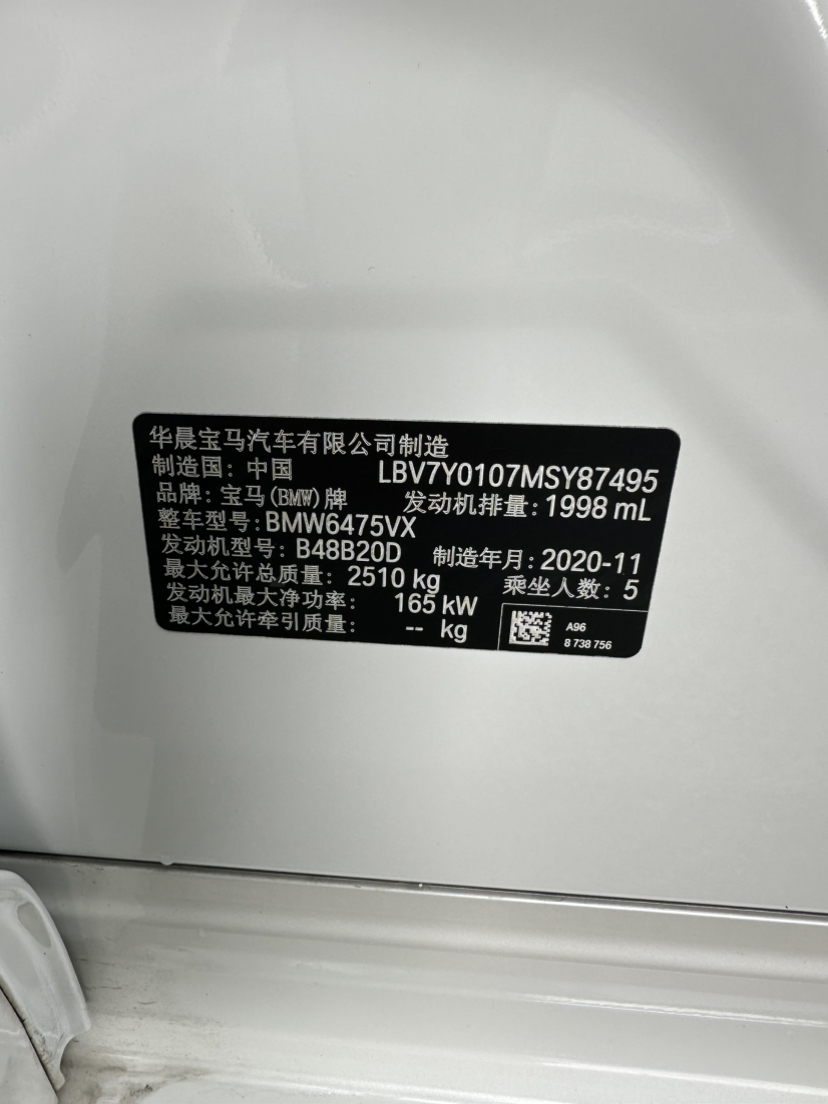 华晨宝马汽车有限公司制造
制造国：中国 LBV7Y0107MSY87495
品牌：宝马(BMW)牌 发动机排量：1998 mL
整车型号：BMW6475VX
发动机型号：B48B20D 制造年月：2020-11
最大允许总质量：2510 kg 乘坐人数：5
发动机最大净功率：165 kW
最大允许牵引质量：-- kg
A96
8 738 756